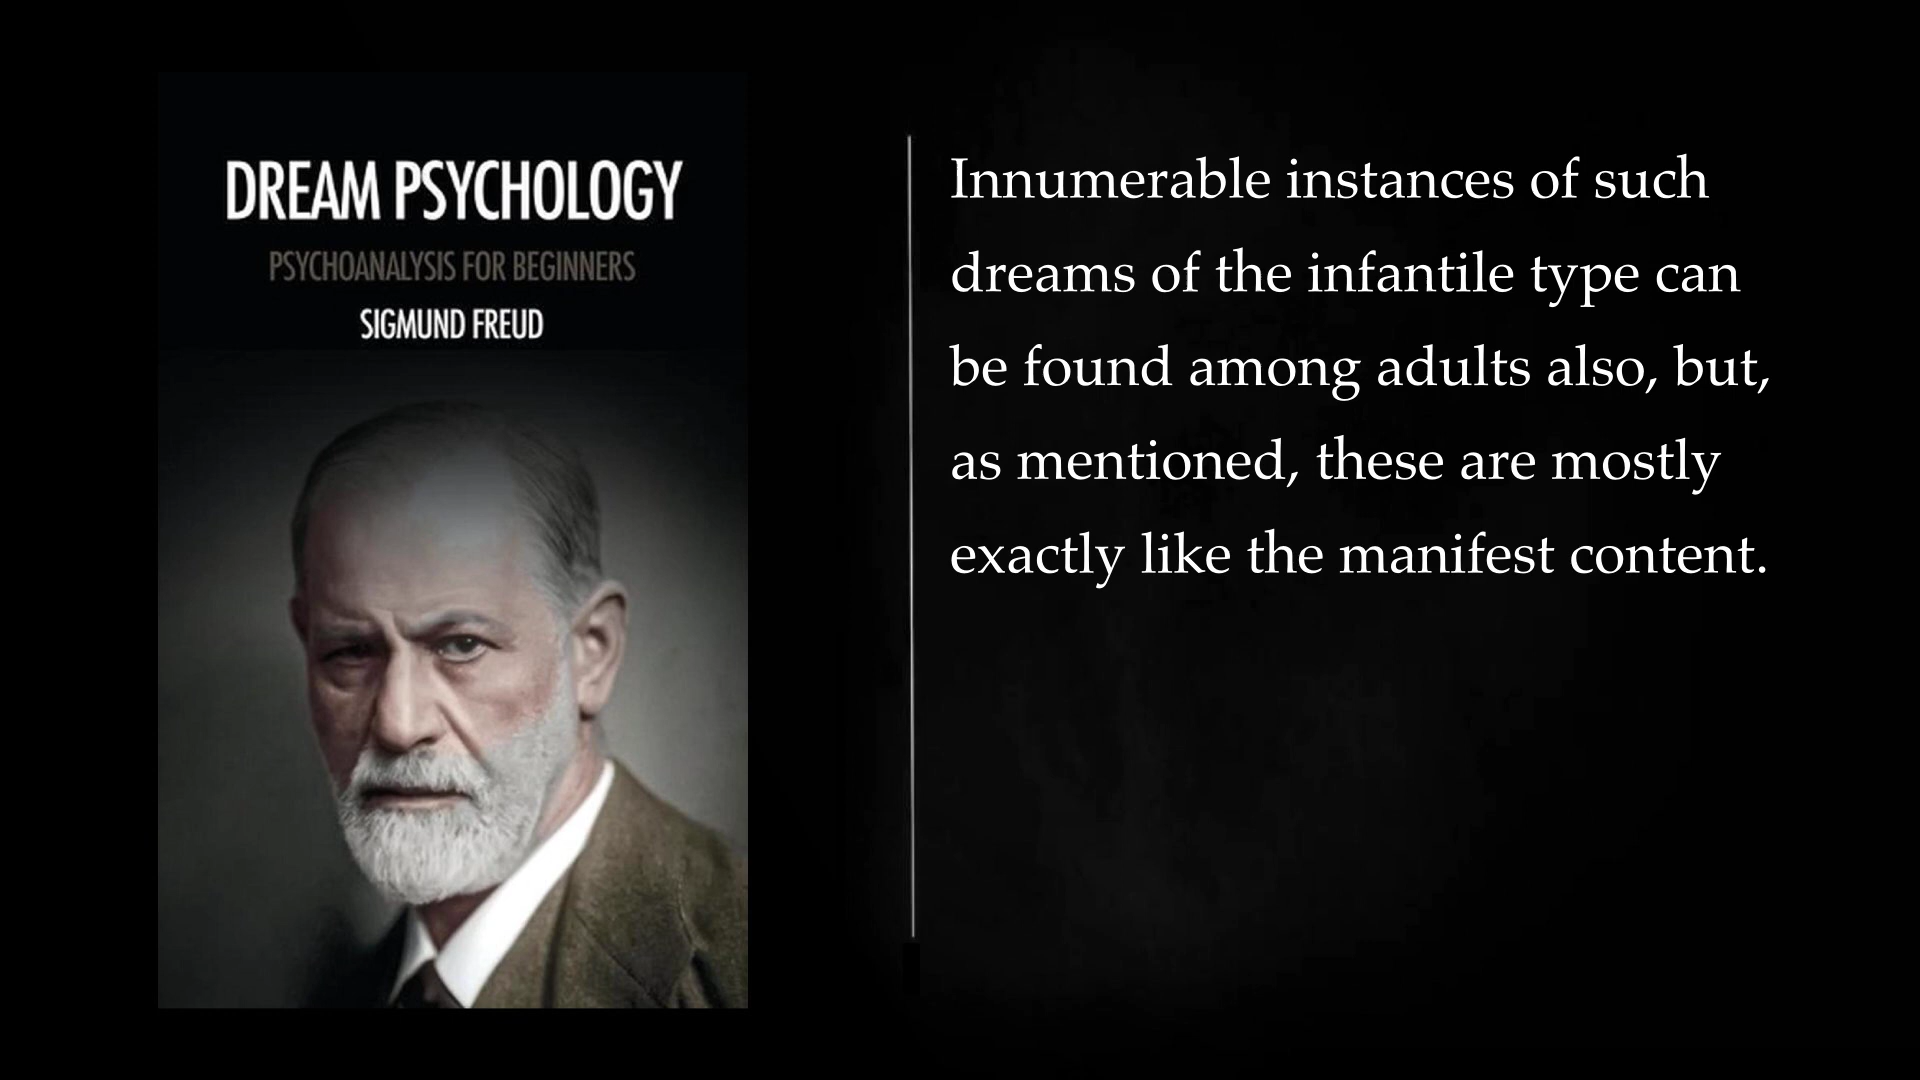 DREAM PSYCHOLOGY
PSYCHOANALYSIS FOR BEGINNERS
SIGMUND FREUD
Innumerable instances of such
dreams of the infantile type can
be found among adults also, but,
as mentioned, these are mostly
exactly like the manifest content.